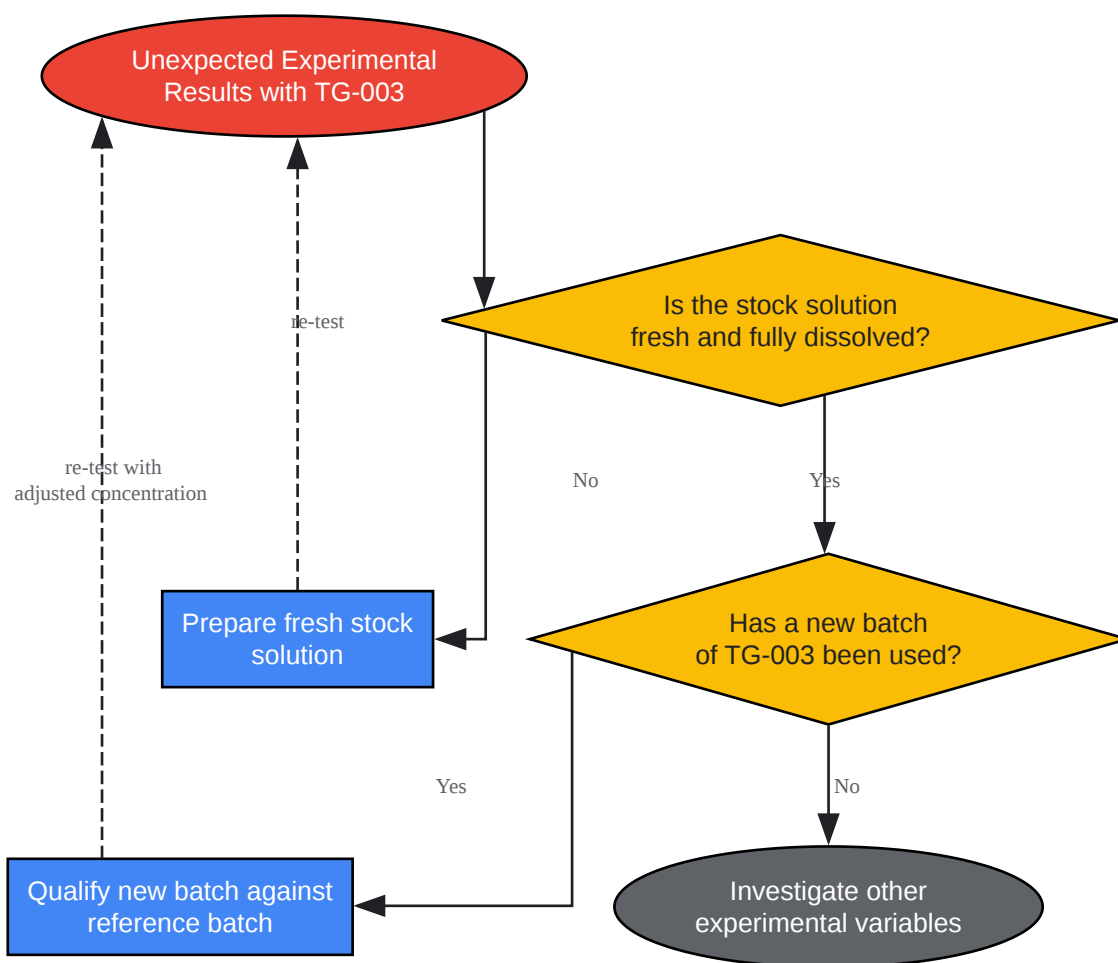 Unexpected Experimental
Results with TG-003
Is the stock solution
fresh and fully dissolved?
re-test
re-test with
adjusted concentration
No
Yes
Prepare fresh stock
solution
Has a new batch
of TG-003 been used?
Yes
No
Qualify new batch against
reference batch
Investigate other
experimental variables